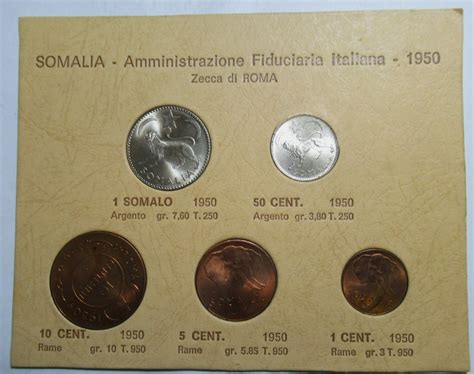 SOMALIA - Amministrazione Fiduciaria Italiana - 1950
Zecca di ROMA
SOMALIA
1 SOMALO 1950
Argento gr. 7,60 T. 250
50 CENT. 1950
Argento gr. 3,80 T. 250
10 CENT. 1950
Rame gr. 10 T. 950
5 CENT. 1950
Rame gr. 5.85 T. 950
1 CENT. 1950
Rame gr. 3 T. 950